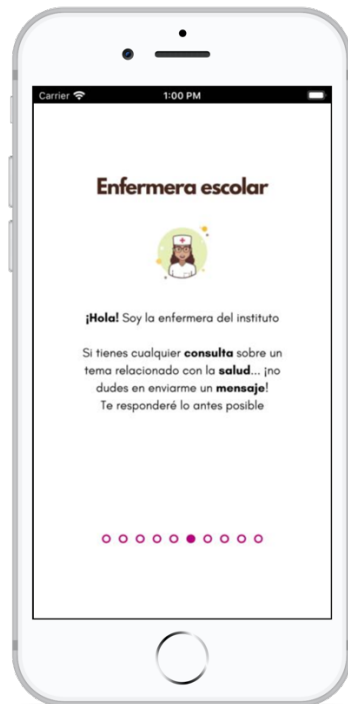 Carrier 1:00 PM
Enfermera escolar
¡Hola! Soy la enfermera del instituto
Si tienes cualquier consulta sobre un
tema relacionado con la salud... ¡no
dudes en enviarme un mensaje!
Te responderé lo antes posible